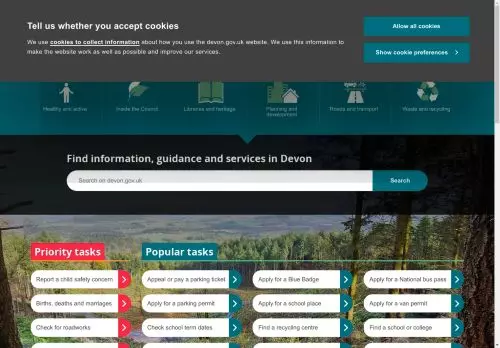 Tell us whether you accept cookies
We use cookies to collect information about how you use the devon.gov.uk website. We use this information to
make the website work as well as possible and improve our services.
Allow all cookies
Show cookie preferences
Healthy and active
Inside the Council
Libraries and heritage
Planning and
development
Roads and transport
Waste and recycling
Find information, guidance and services in Devon
Search on devon.gov.uk
Search
Priority tasks
Popular tasks
Report a child safety concern
Appeal or pay a parking ticket
Apply for a Blue Badge
Apply for a National bus pass
Births, deaths and marriages
Apply for a parking permit
Apply for a school place
Apply for a van permit
Check for roadworks
Check school term dates
Find a recycling centre
Find a school or college